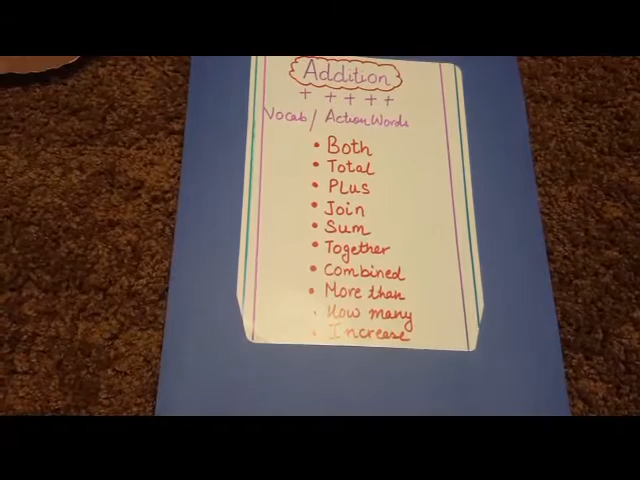 Addition
+ + + + +
Vocab/ Action Words
• Both
• Total
• Plus
• Join
• Sum
• Together
• Combined
• More than
• How many
• Increase